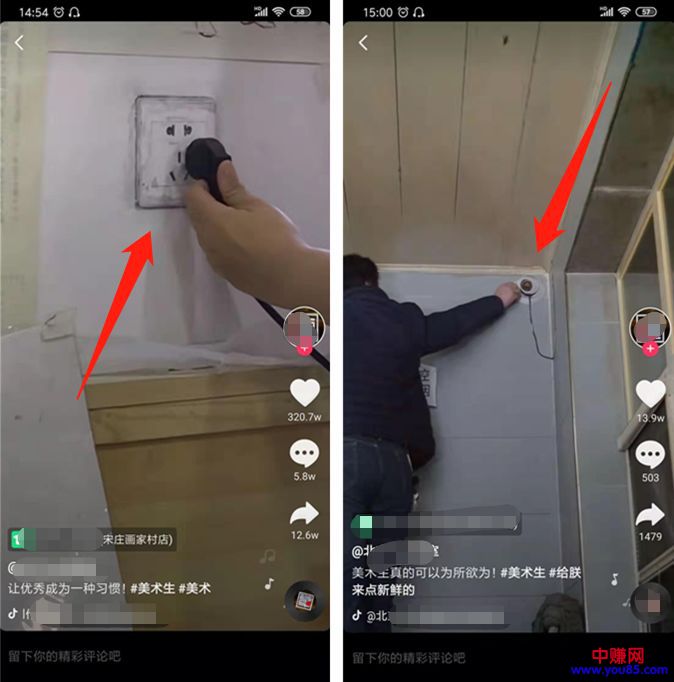 14:54
58
320.7w
5.8w
12.6w
宋庄画家村店)
@
让优秀成为一种习惯! #美术生 #美术
留下你的精彩评论吧
15:00
57
13.9w
503
1479
@北
室
美术生真的可以为所欲为! #美术生 #给朕
来点新鲜的
@北
留下你的精彩评论吧
中赚网
www.you85.com